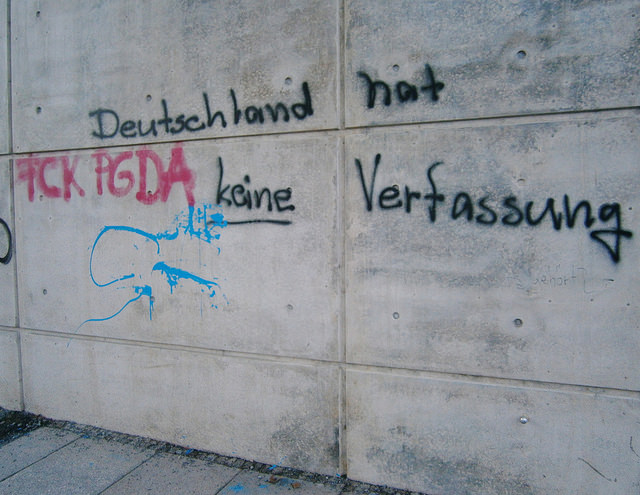 Deutschland hat
FCK PGDA keine Verfassung